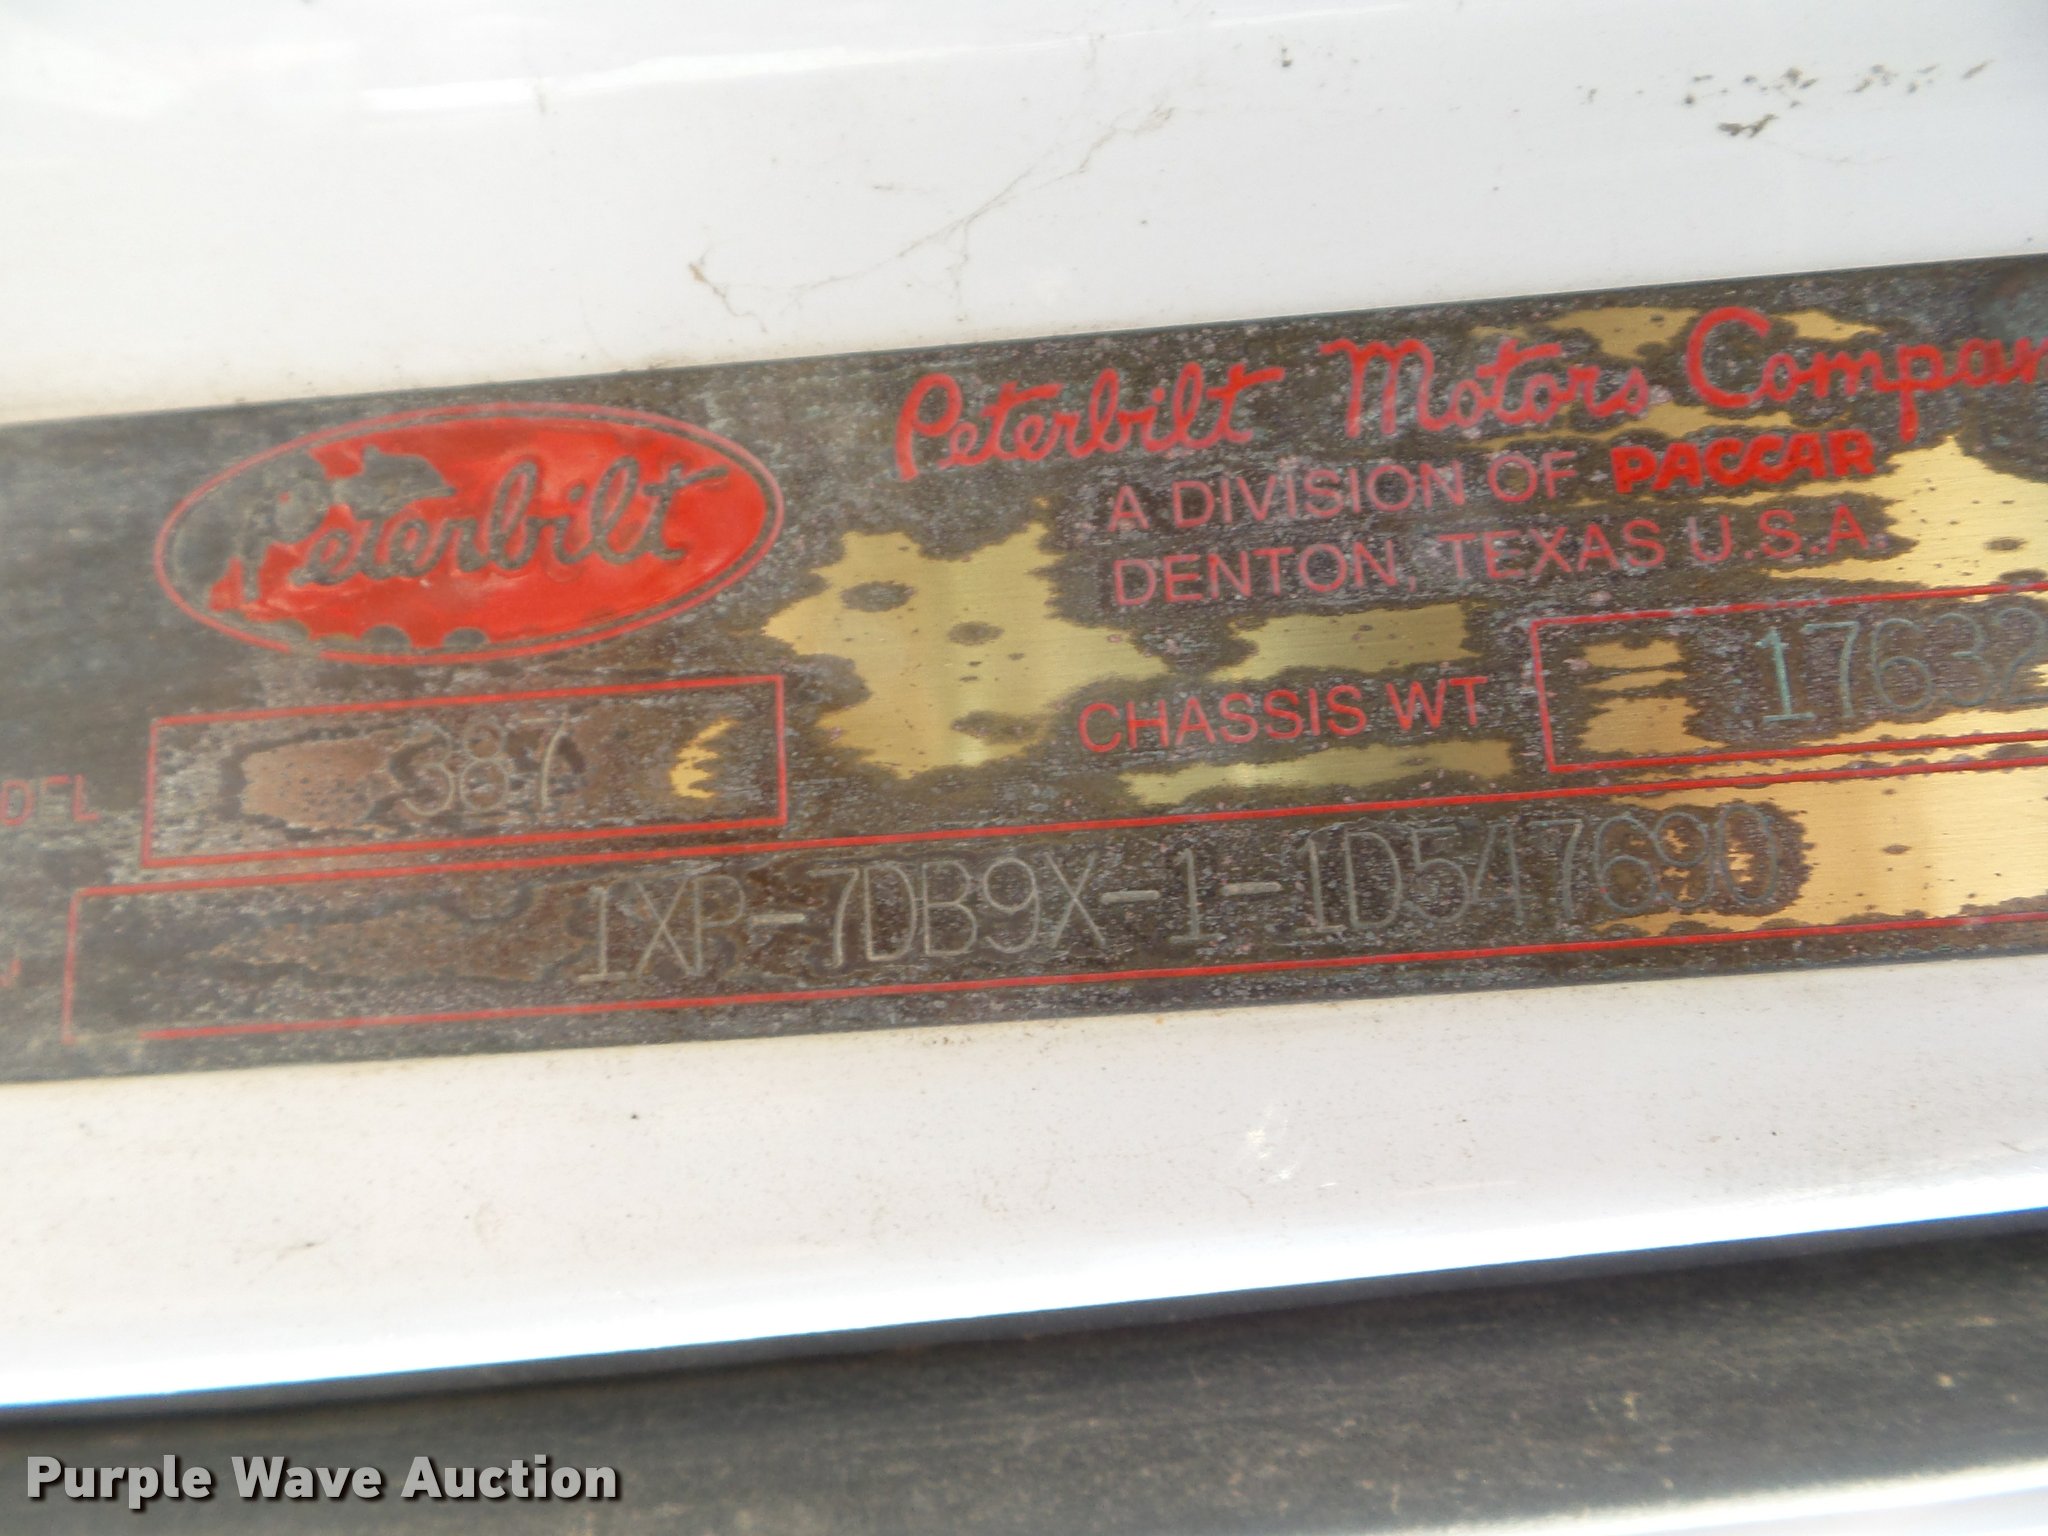 Peterbilt
Peterbilt Motors Compan
A DIVISION OF PACCAR
DENTON, TEXAS U.S.A.
387
CHASSIS WT 17632
1XP-7DB9X-1-1D547690
Purple Wave Auction